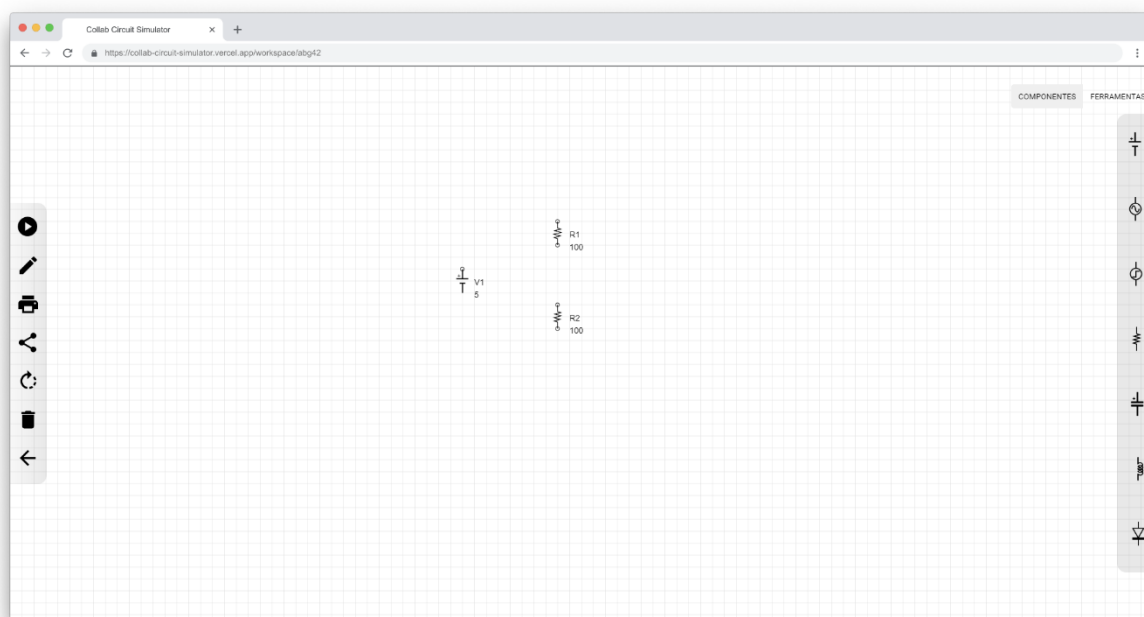 Collab Circuit Simulator
https://collab-circuit-simulator.vercel.app/workspace/abg42
COMPONENTES FERRAMENTAS
R1
100
V1
5
R2
100